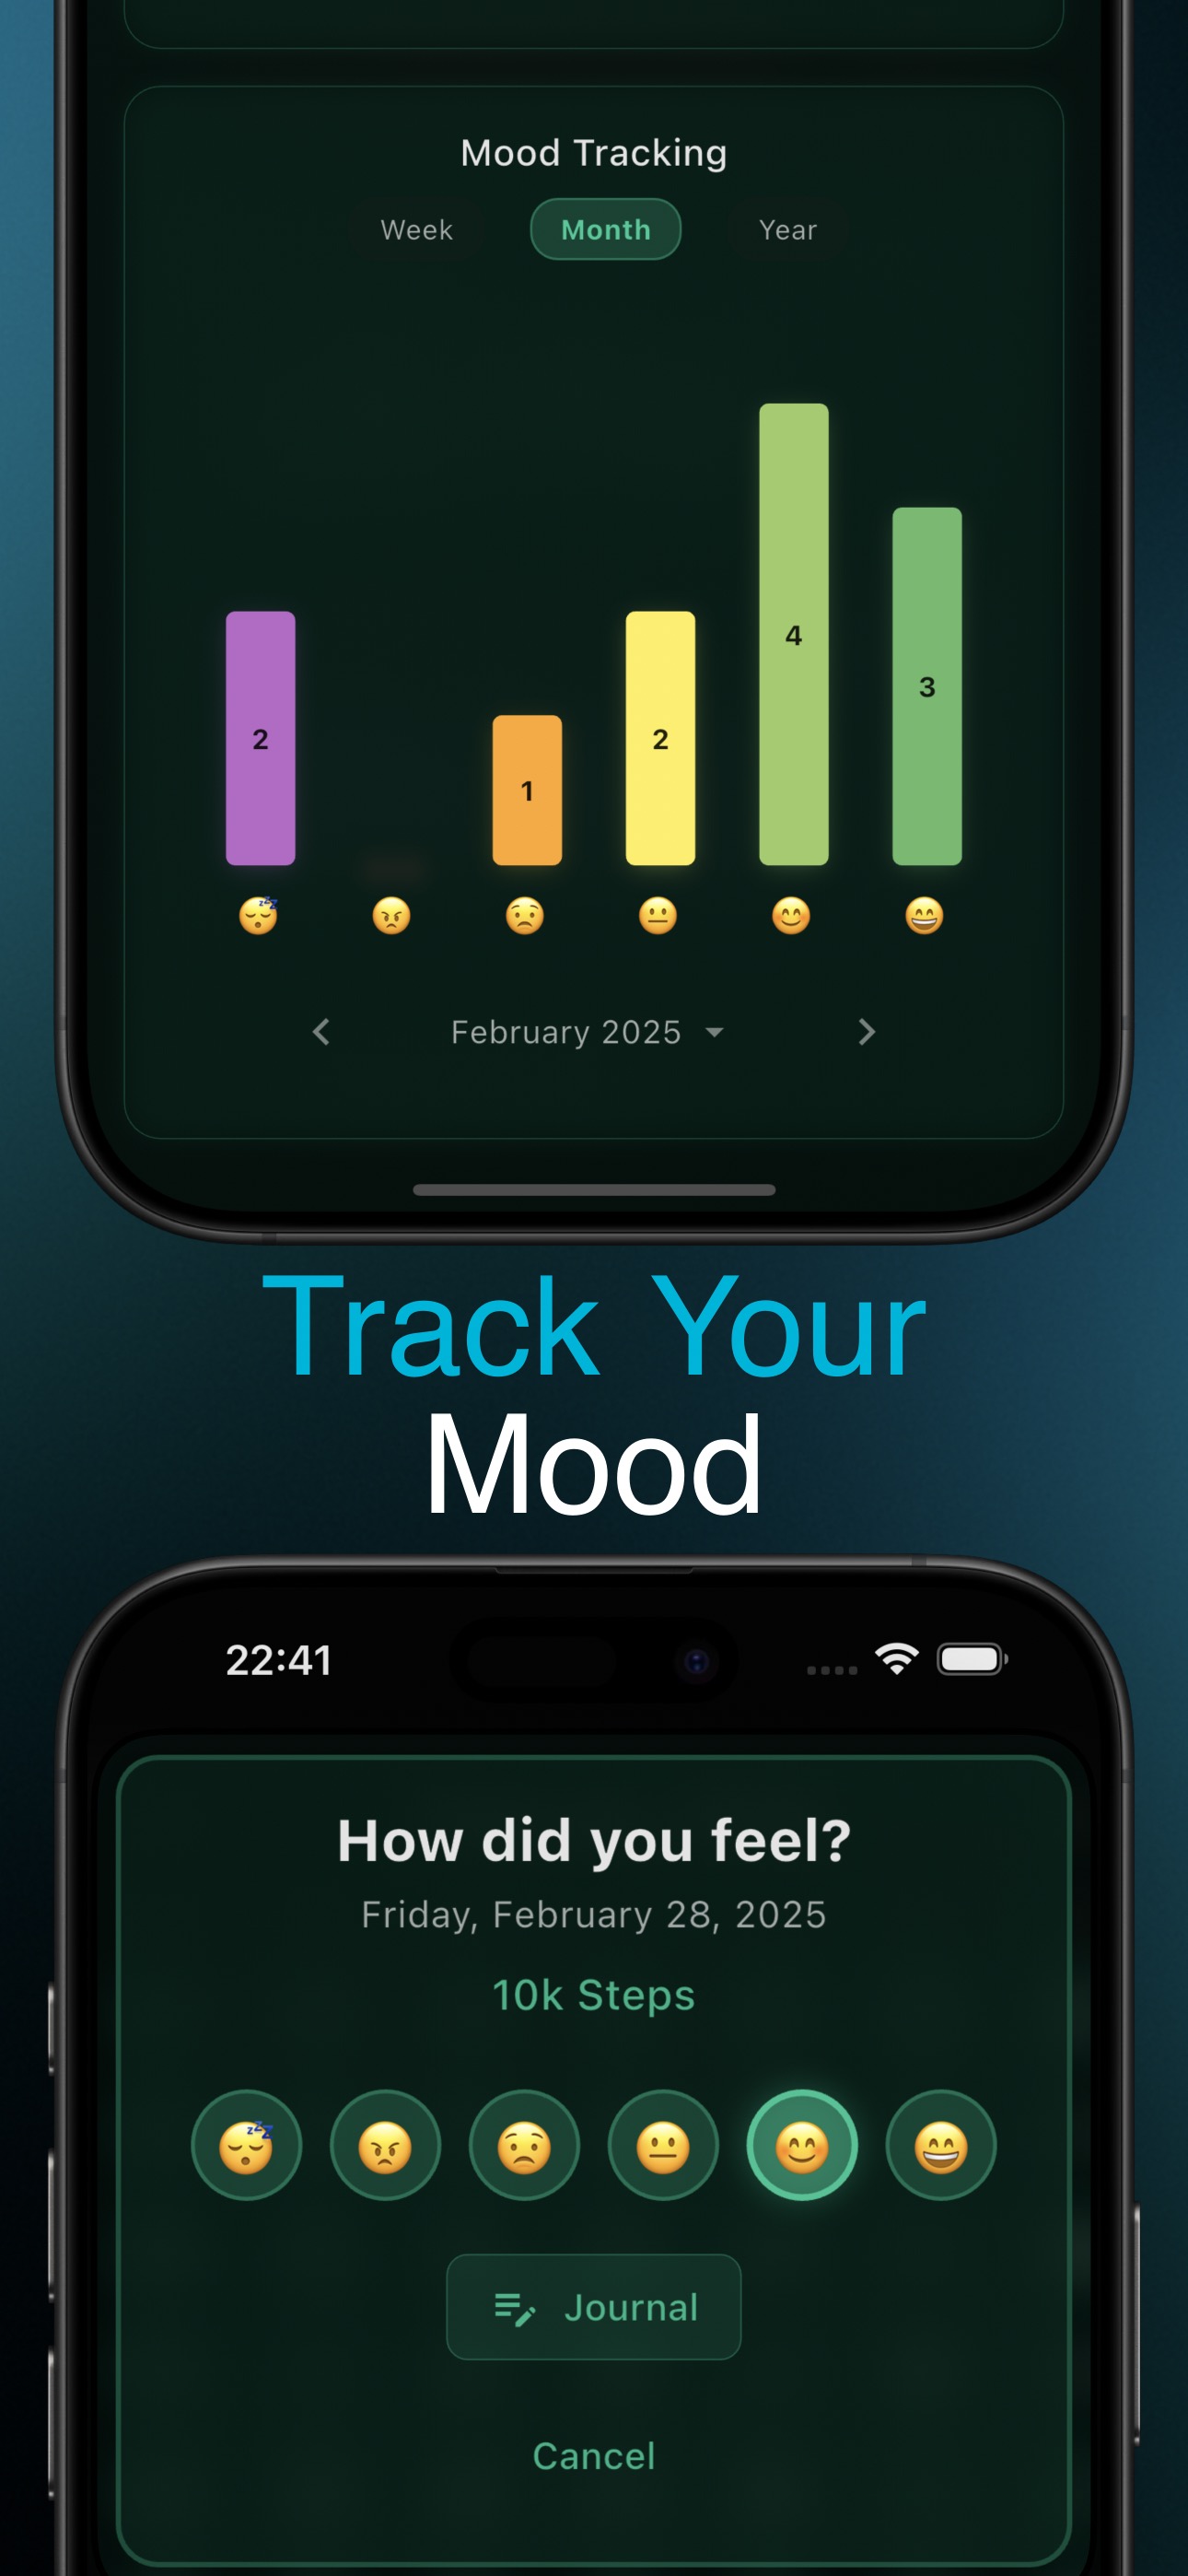 Mood Tracking
Week Month Year
4
3
2 2
1
😴 😠 😟 😐 😊 😄
February 2025
Track Your
Mood
22:41
How did you feel?
Friday, February 28, 2025
10k Steps
😴 😠 😟 😐 😊 😄
Journal
Cancel